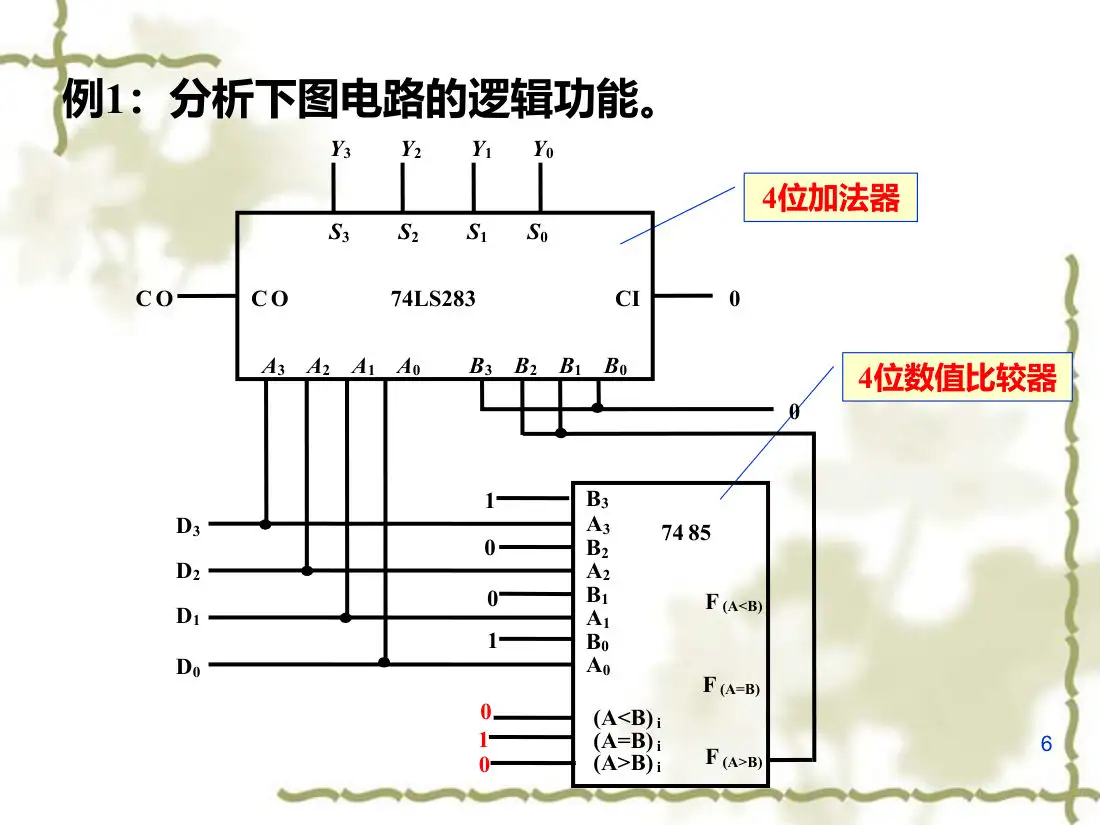 例1：分析下图电路的逻辑功能。
Y3 Y2 Y1 Y0
4位加法器
S3 S2 S1 S0
CO CO 74LS283 CI 0
A3 A2 A1 A0 B3 B2 B1 B0
4位数值比较器
0
1 B3
D3 A3 7485
0 B2
D2 A2
0 B1 F(A<B)
D1 A1
1 B0
D0 A0
F(A=B)
0 (A<B)i
1 (A=B)i
0 (A>B)i F(A>B)
6